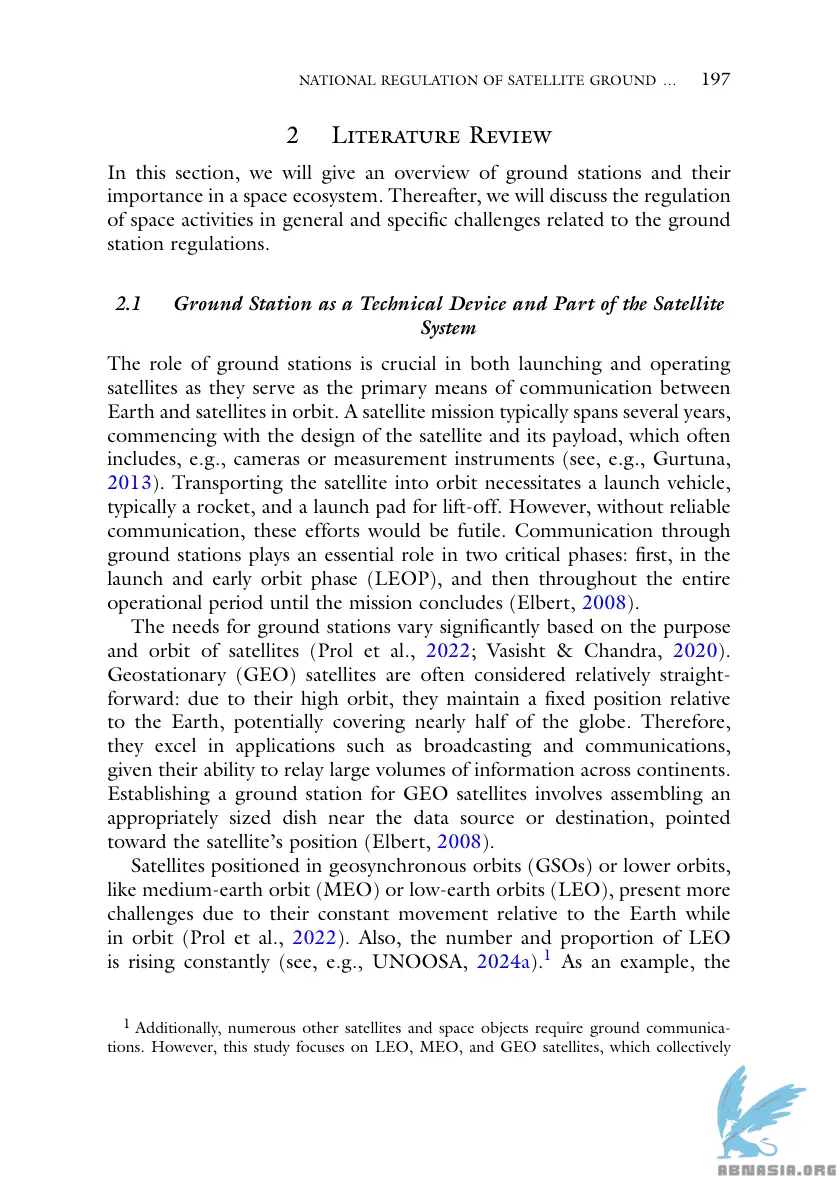 NATIONAL REGULATION OF SATELLITE GROUND ... 197
2 Literature Review
In this section, we will give an overview of ground stations and their
importance in a space ecosystem. Thereafter, we will discuss the regulation
of space activities in general and specific challenges related to the ground
station regulations.
2.1 Ground Station as a Technical Device and Part of the Satellite
System
The role of ground stations is crucial in both launching and operating
satellites as they serve as the primary means of communication between
Earth and satellites in orbit. A satellite mission typically spans several years,
commencing with the design of the satellite and its payload, which often
includes, e.g., cameras or measurement instruments (see, e.g., Gurtuna,
2013). Transporting the satellite into orbit necessitates a launch vehicle,
typically a rocket, and a launch pad for lift-off. However, without reliable
communication, these efforts would be futile. Communication through
ground stations plays an essential role in two critical phases: first, in the
launch and early orbit phase (LEOP), and then throughout the entire
operational period until the mission concludes (Elbert, 2008).
The needs for ground stations vary significantly based on the purpose
and orbit of satellites (Prol et al., 2022; Vasisht & Chandra, 2020).
Geostationary (GEO) satellites are often considered relatively straight-
forward: due to their high orbit, they maintain a fixed position relative
to the Earth, potentially covering nearly half of the globe. Therefore,
they excel in applications such as broadcasting and communications,
given their ability to relay large volumes of information across continents.
Establishing a ground station for GEO satellites involves assembling an
appropriately sized dish near the data source or destination, pointed
toward the satellite's position (Elbert, 2008).
Satellites positioned in geosynchronous orbits (GSOs) or lower orbits,
like medium-earth orbit (MEO) or low-earth orbits (LEO), present more
challenges due to their constant movement relative to the Earth while
in orbit (Prol et al., 2022). Also, the number and proportion of LEO
is rising constantly (see, e.g., UNOOSA, 2024a).1 As an example, the
1 Additionally, numerous other satellites and space objects require ground communica-
tions. However, this study focuses on LEO, MEO, and GEO satellites, which collectively
ABNASIA.ORG